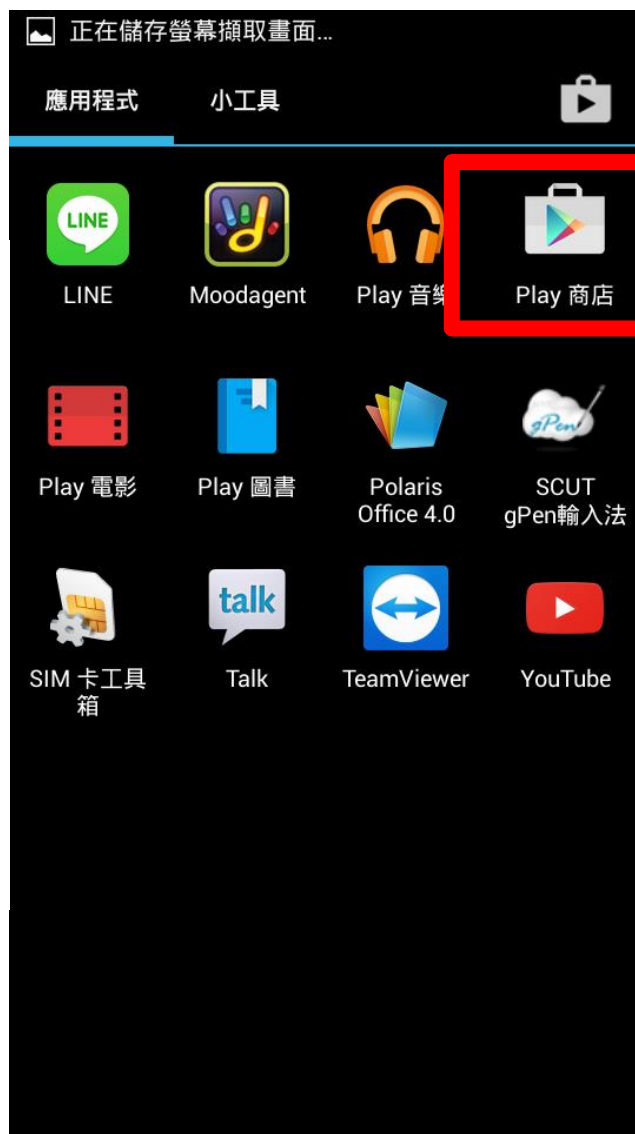 正在儲存螢幕擷取畫面...
應用程式 小工具
LINE
LINE Moodagent Play 音樂 Play 商店
gPen
Play 電影 Play 圖書 Polaris Office 4.0 SCUT gPen輸入法
talk
SIM 卡工具箱 Talk TeamViewer YouTube